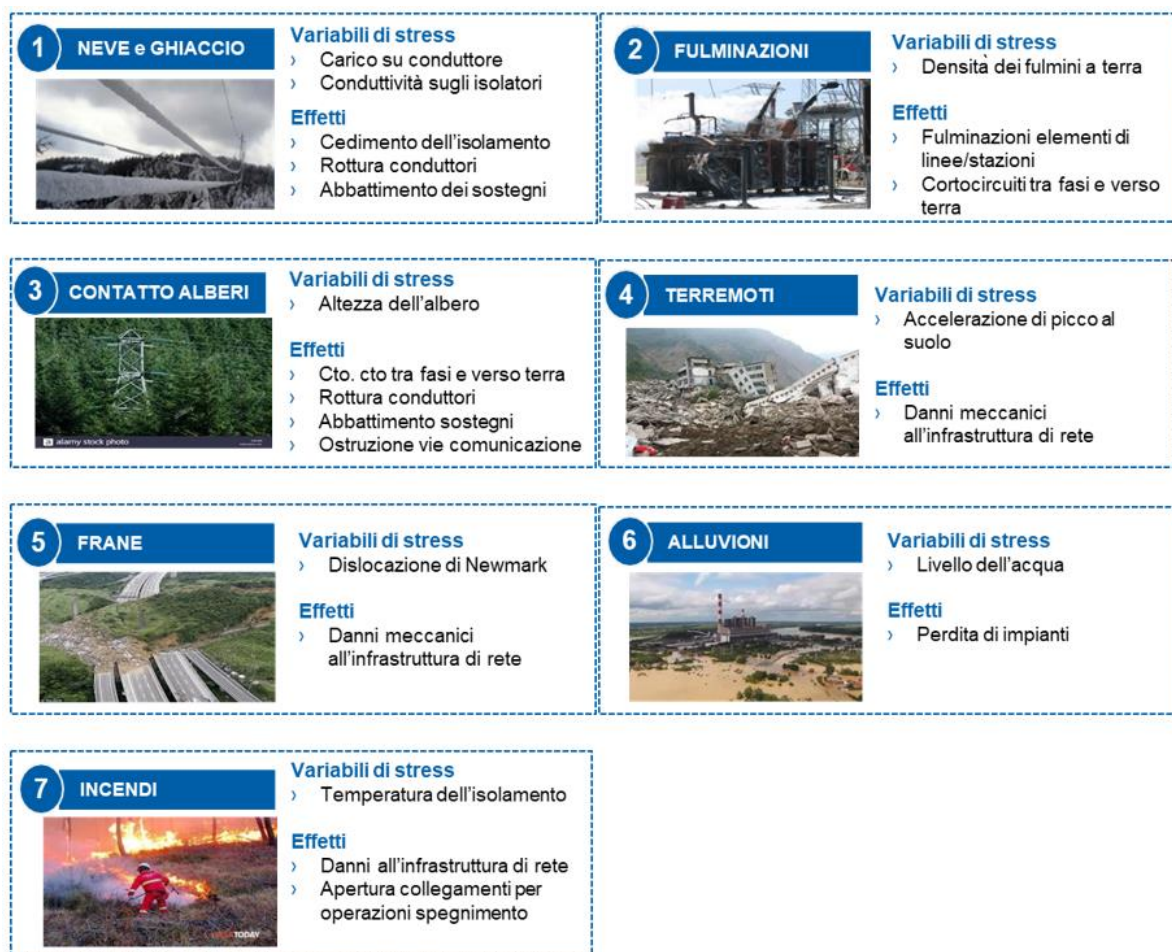 1
NEVE e GHIACCIO
Variabili di stress
› Carico su conduttore
› Conduttività sugli isolatori
Effetti
› Cedimento dell'isolamento
› Rottura conduttori
› Abbattimento dei sostegni
2
FULMINAZIONI
Variabili di stress
› Densità dei fulmini a terra
Effetti
› Fulminazioni elementi di
linee/stazioni
› Cortocircuiti tra fasi e verso
terra
3
CONTATTO ALBERI
Variabili di stress
› Altezza dell'albero
Effetti
› Cto. cto tra fasi e verso terra
› Rottura conduttori
› Abbattimento sostegni
› Ostruzione vie comunicazione
a alamy stock photo
4
TERREMOTI
Variabili di stress
› Accelerazione di picco al
suolo
Effetti
› Danni meccanici
all'infrastruttura di rete
5
FRANE
Variabili di stress
› Dislocazione di Newmark
Effetti
› Danni meccanici
all'infrastruttura di rete
6
ALLUVIONI
Variabili di stress
› Livello dell'acqua
Effetti
› Perdita di impianti
7
INCENDI
Variabili di stress
› Temperatura dell'isolamento
Effetti
› Danni all'infrastruttura di rete
› Apertura collegamenti per
operazioni spegnimento